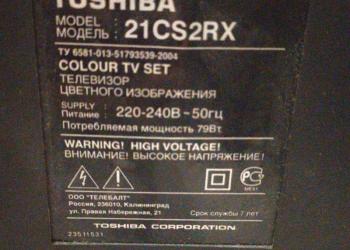 TOSHIBA
MODEL
МОДЕЛЬ: 21CS2RX
ТУ 6581-013-51793539-2004
COLOUR TV SET
ТЕЛЕВИЗОР
ЦВЕТНОГО ИЗОБРАЖЕНИЯ
SUPPLY
Питание : 220-240В~50гц
Потребляемая мощность 79Вт
WARNING! HIGH VOLTAGE!
ВНИМАНИЕ! ВЫСОКОЕ НАПРЯЖЕНИЕ!
ООО "ТЕЛЕБАЛТ"
Россия, 236010, Калининград
ул. Правая Набережная, 21
Срок службы 7 лет
TOSHIBA CORPORATION
23511531